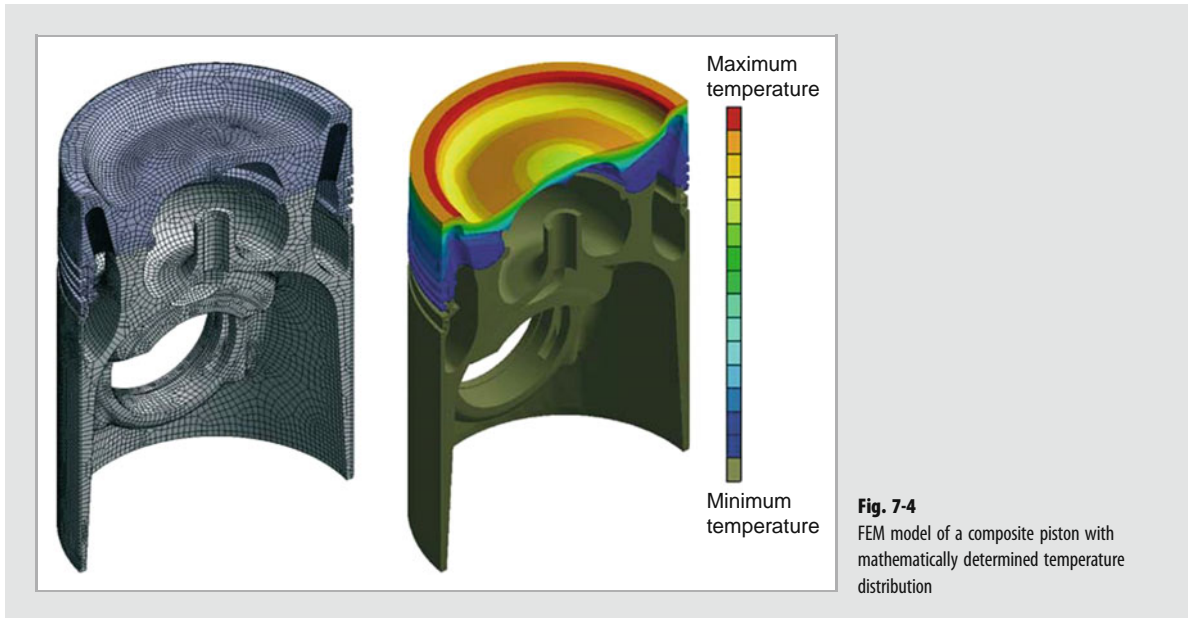 Maximum
temperature
Minimum
temperature
Fig. 7-4
FEM model of a composite piston with
mathematically determined temperature
distribution